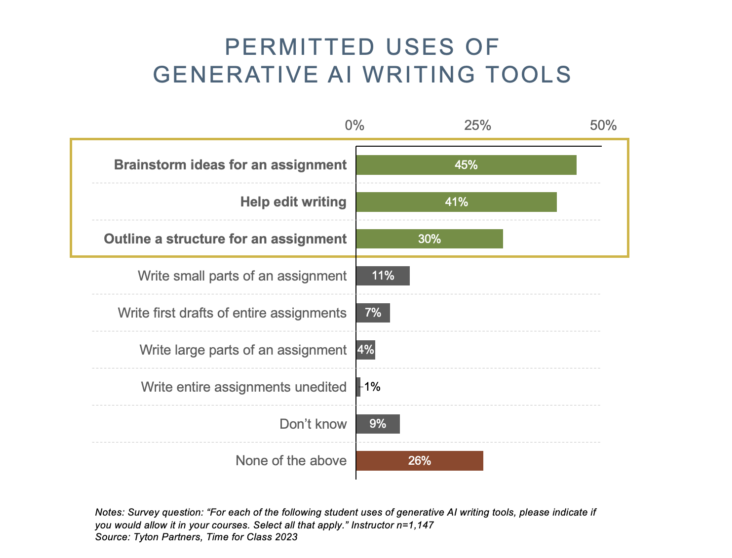 PERMITTED USES OF
GENERATIVE AI WRITING TOOLS
0% 25% 50%
Brainstorm ideas for an assignment 45%
Help edit writing 41%
Outline a structure for an assignment 30%
Write small parts of an assignment 11%
Write first drafts of entire assignments 7%
Write large parts of an assignment 4%
Write entire assignments unedited 1%
Don't know 9%
None of the above 26%
Notes: Survey question: "For each of the following student uses of generative AI writing tools, please indicate if
you would allow it in your courses. Select all that apply." Instructor n=1,147
Source: Tyton Partners, Time for Class 2023